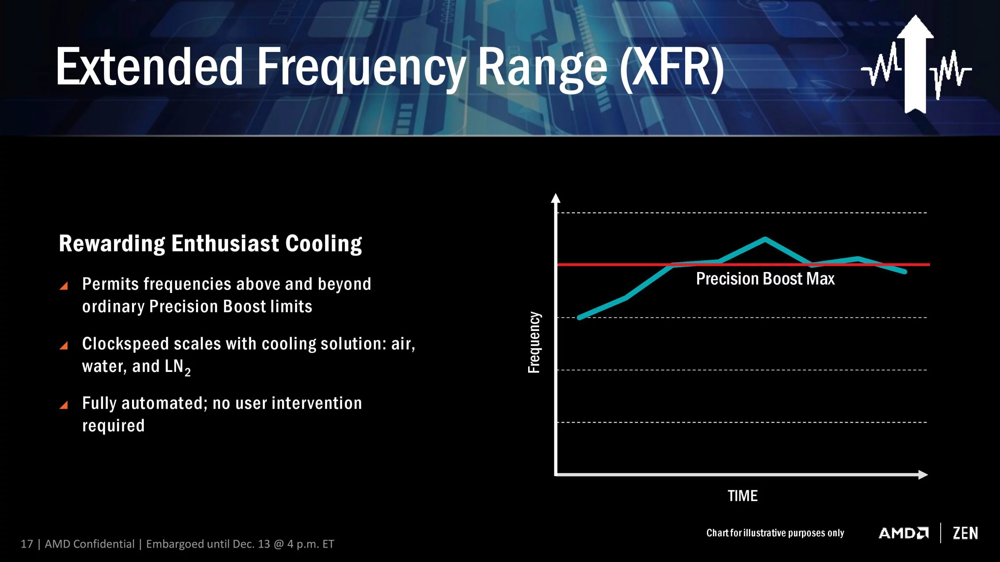 Extended Frequency Range (XFR)
Rewarding Enthusiast Cooling
Permits frequencies above and beyond
ordinary Precision Boost limits
Clockspeed scales with cooling solution: air,
water, and LN₂
Fully automated; no user intervention
required
Frequency
Precision Boost Max
TIME
Chart for illustrative purposes only
AMD | ZEN
17 | AMD Confidential | Embargoed until Dec. 13 @ 4 p.m. ET